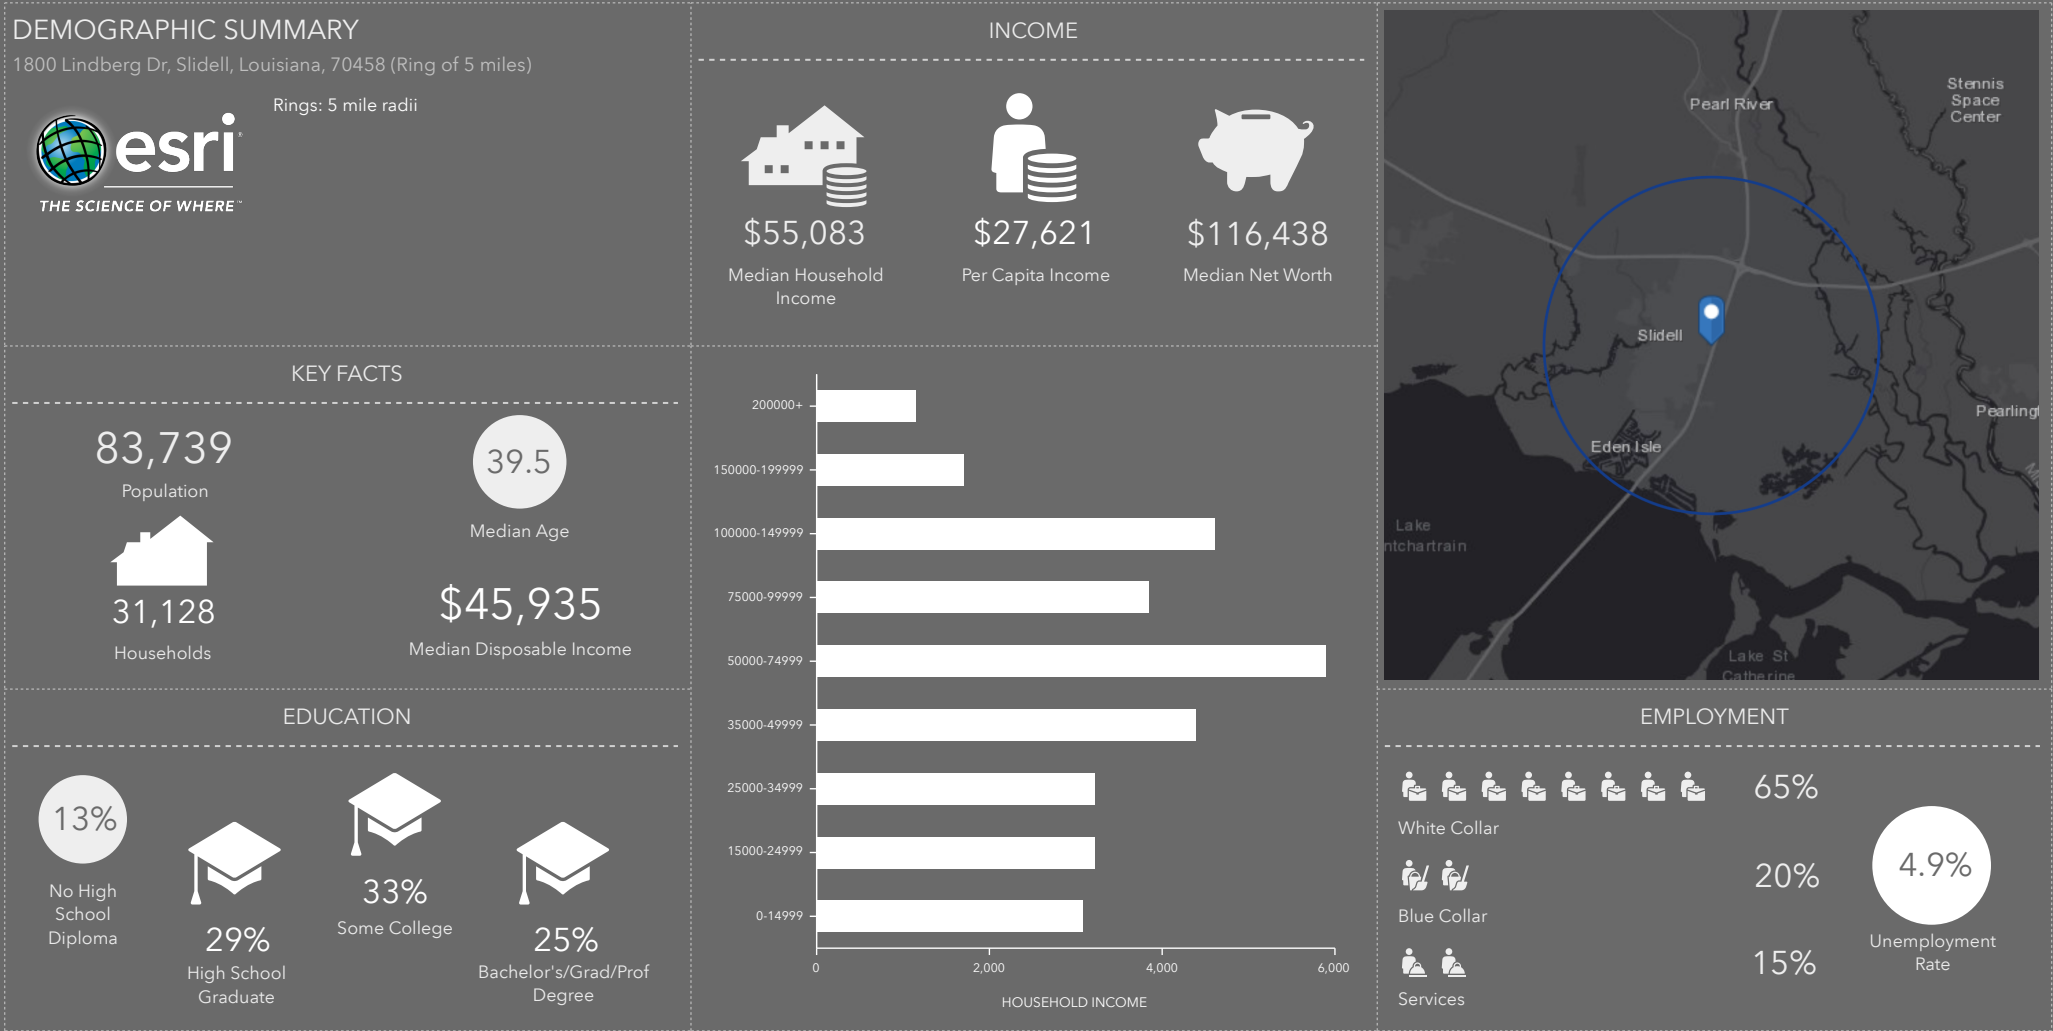 DEMOGRAPHIC SUMMARY
1800 Lindberg Dr, Slidell, Louisiana, 70458 (Ring of 5 miles)
Rings: 5 mile radii
esri
THE SCIENCE OF WHERE™
INCOME
$55,083
Median Household
Income
$27,621
Per Capita Income
$116,438
Median Net Worth
Pearl River
Stennis
Space
Center
Slidell
Pearling
Eden Isle
Lake
ntchartrain
Lake St
Catherine
KEY FACTS
83,739
Population
39.5
Median Age
31,128
Households
$45,935
Median Disposable Income
200000+
150000-199999
100000-149999
75000-99999
50000-74999
35000-49999
25000-34999
15000-24999
0-14999
0
2,000
4,000
6,000
HOUSEHOLD INCOME
EDUCATION
13%
No High
School
Diploma
29%
High School
Graduate
33%
Some College
25%
Bachelor's/Grad/Prof
Degree
EMPLOYMENT
65%
White Collar
20%
Blue Collar
15%
Services
4.9%
Unemployment
Rate